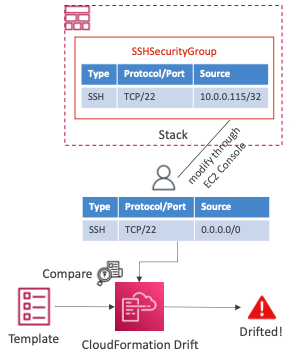 SSHSecurityGroup
Type Protocol/Port Source
SSH TCP/22 10.0.0.115/32
Stack
modify through
EC2 Console
Type Protocol/Port Source
SSH TCP/22 0.0.0.0/0
Compare
Template
CloudFormation Drift
Drifted!